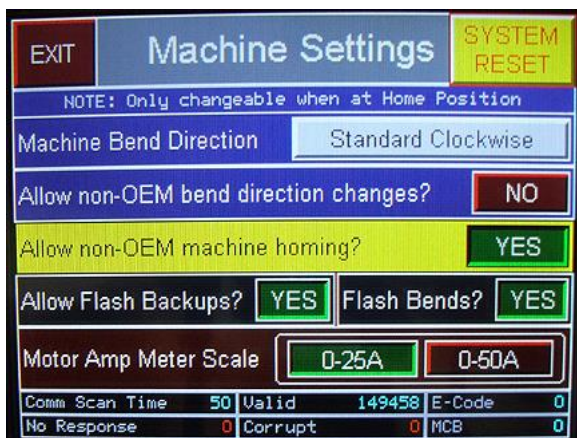 EXIT Machine Settings SYSTEM RESET
NOTE: Only changeable when at Home Position
Machine Bend Direction Standard Clockwise
Allow non-OEM bend direction changes? NO
Allow non-OEM machine homing? YES
Allow Flash Backups? YES Flash Bends? YES
Motor Amp Meter Scale 0-25A 0-50A
Comm Scan Time 50 Valid 149458 E-Code 0
No Response 0 Corrupt 0 MCB 0